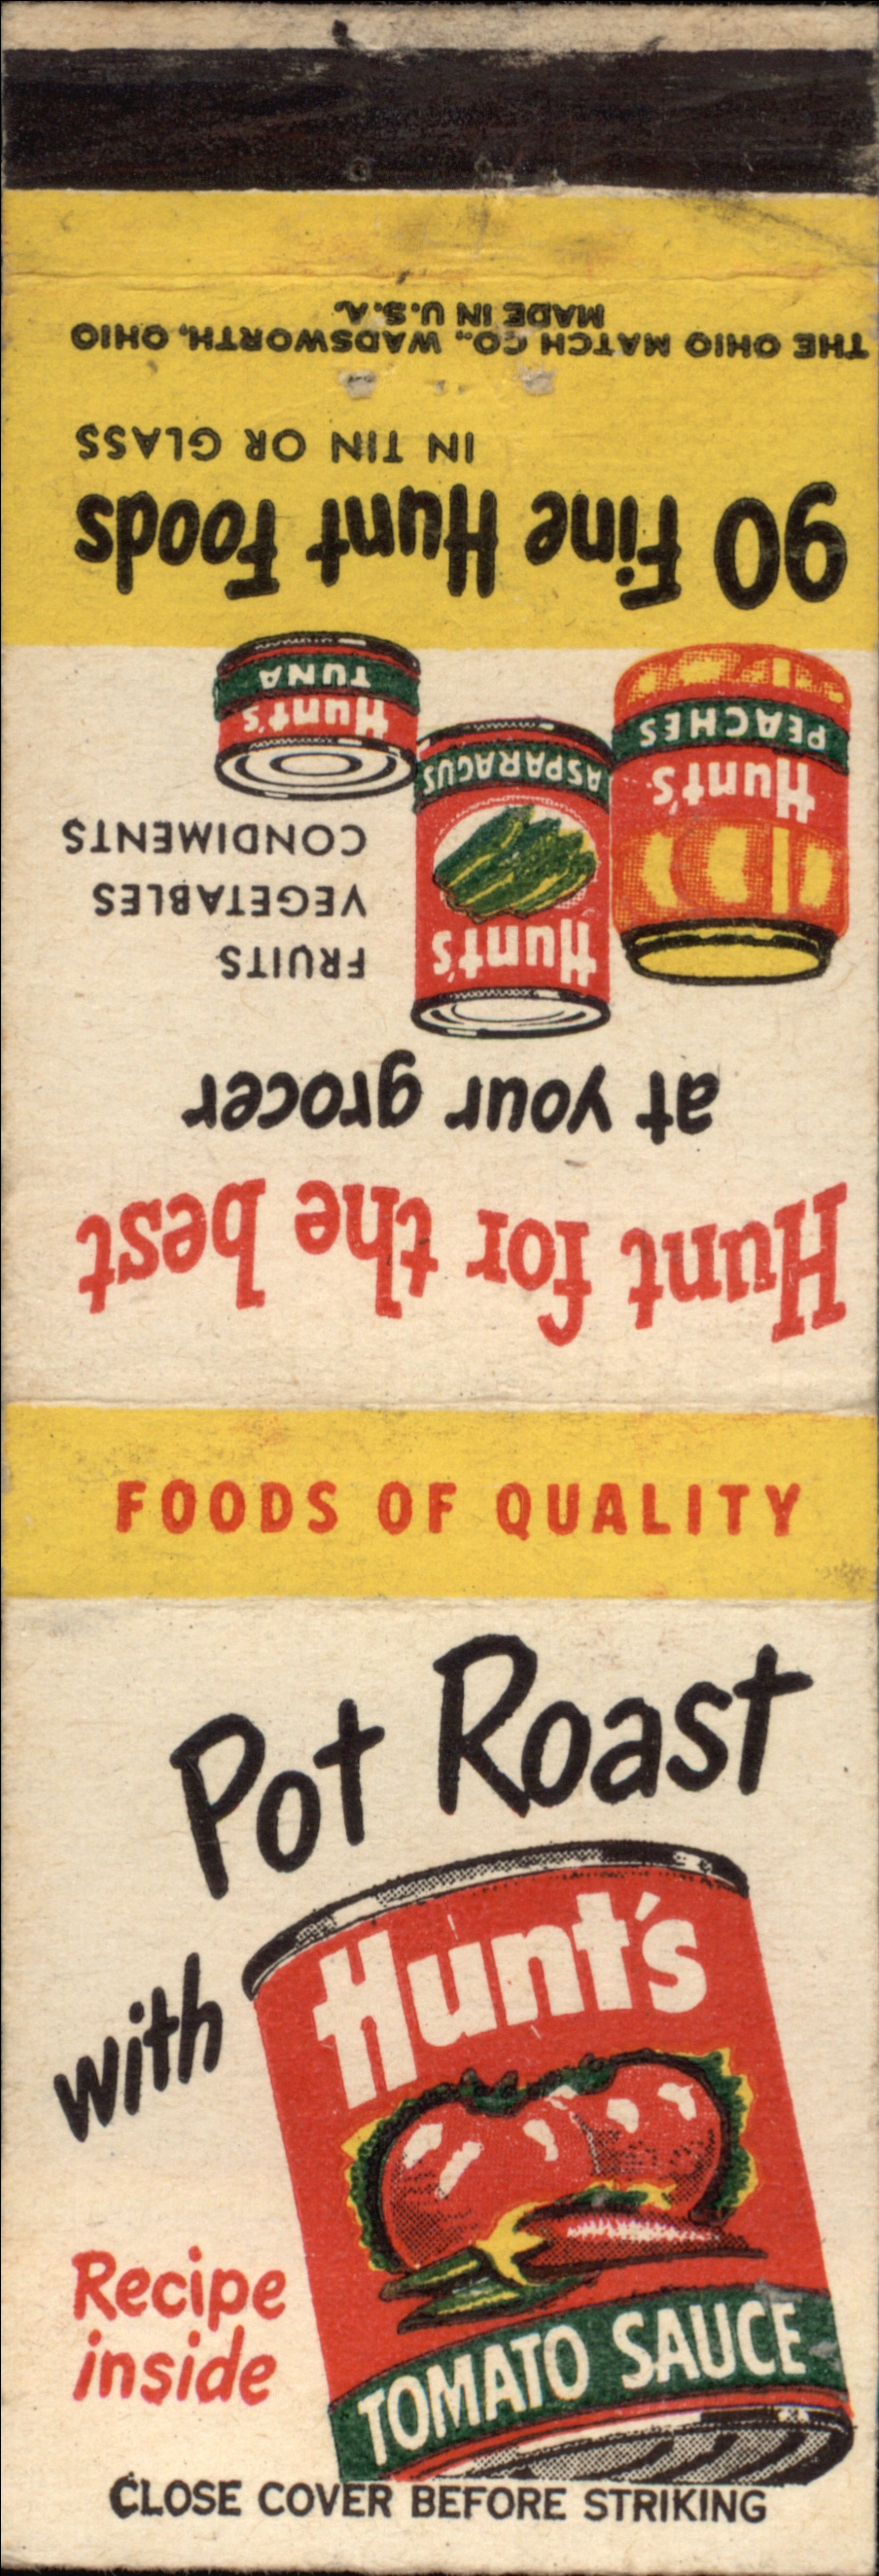 Hunt for the best
at your grocer
FRUITS
VEGETABLES
CONDIMENTS
Hunt's
PEACHES
Hunt's
ASPARAGUS
Hunt's
TUNA
90 Fine Hunt Foods
IN TIN OR GLASS
THE OHIO MATCH CO., WADSWORTH, OHIO
MADE IN U.S.A.
FOODS OF QUALITY
Pot Roast
with
Hunt's
TOMATO SAUCE
Recipe
inside
CLOSE COVER BEFORE STRIKING